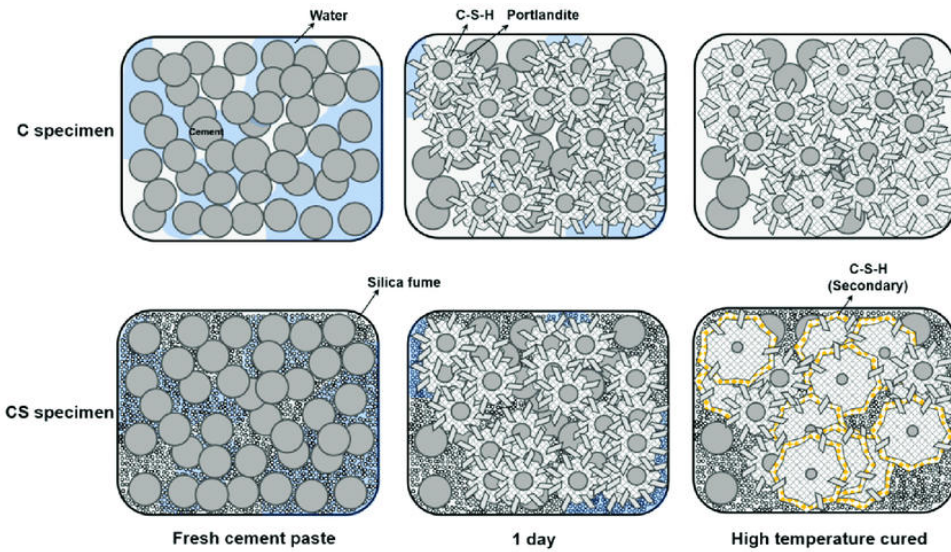 Water
C-S-H
Portlandite
C specimen
Cement
Silica fume
C-S-H
(Secondary)
CS specimen
Fresh cement paste
1 day
High temperature cured